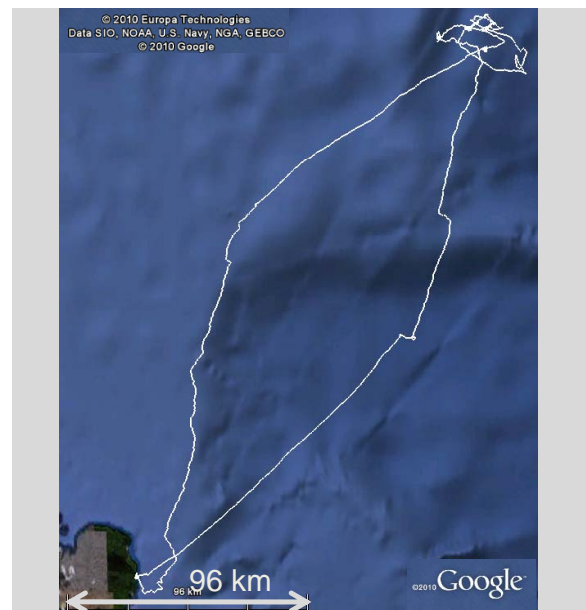 © 2010 Europa Technologies
Data SIO, NOAA, U.S. Navy, NGA, GEBCO
© 2010 Google
96 km
96 km
©2010 Google